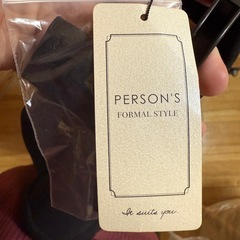 PERSON'S
FORMAL STYLE
It suits you.